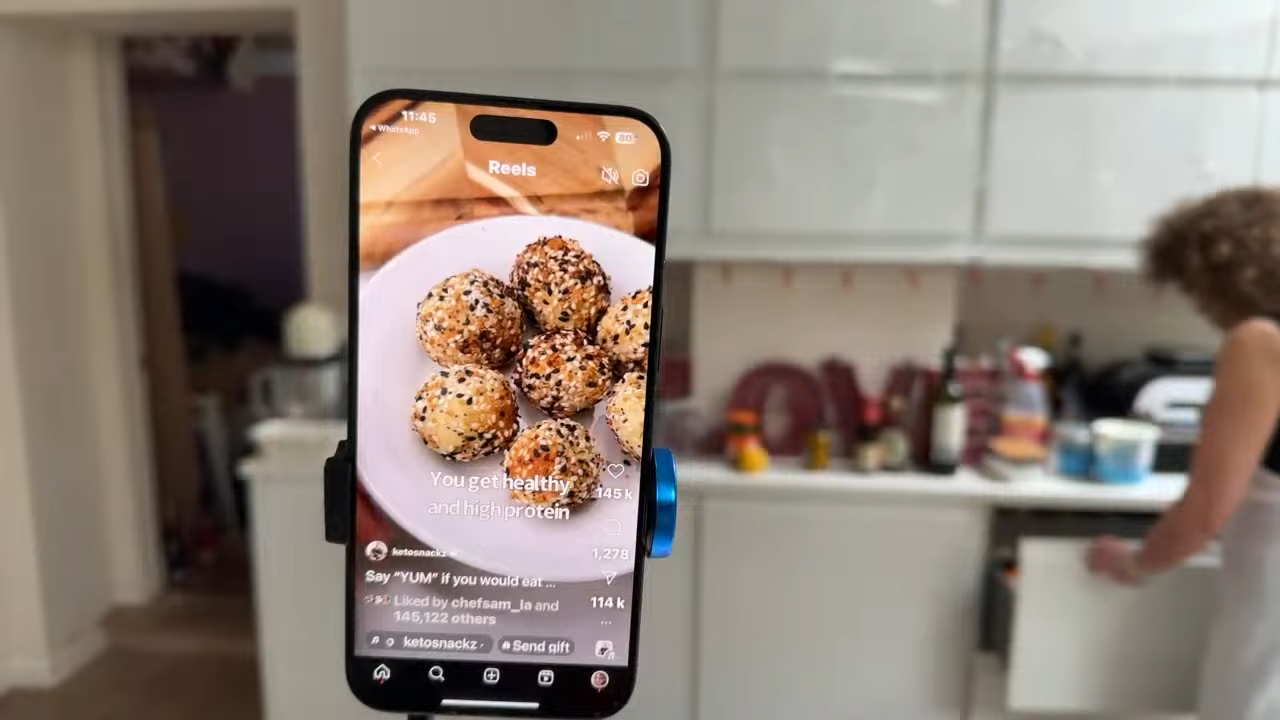 11:45
◀ WhatsApp
80
Reels
You get healthy
and high protein
145 k
ketosnackz
1,278
Say “YUM” if you would eat ...
Liked by chefsam_la and
145,122 others
114 k
...
ketosnackz
Send gift